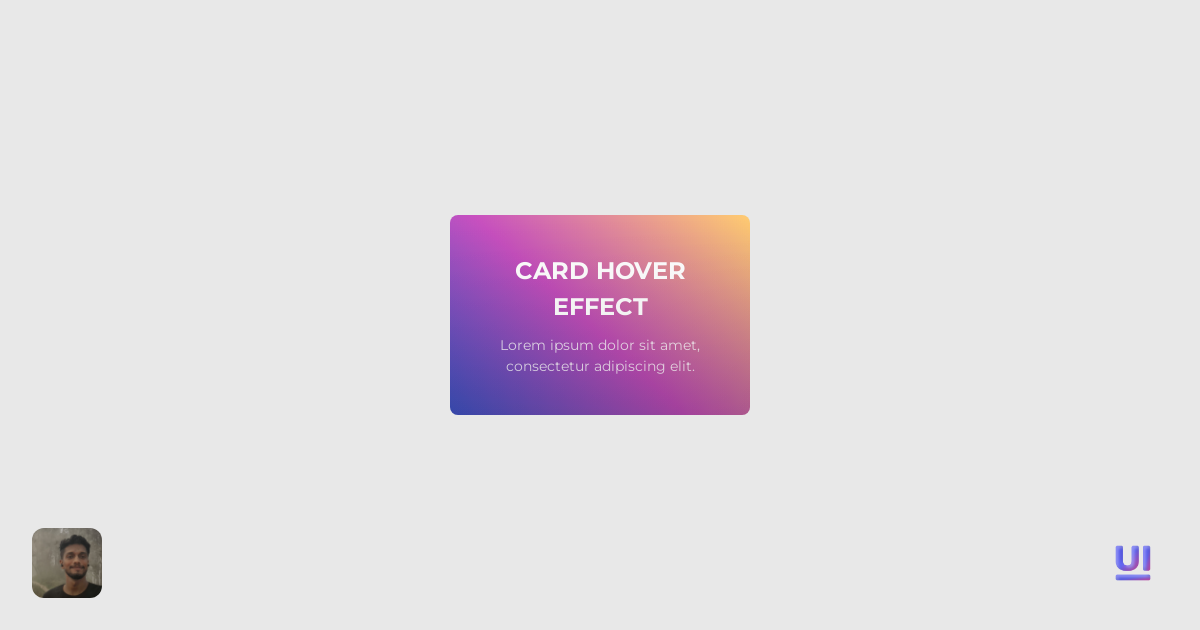 CARD HOVER
EFFECT
Lorem ipsum dolor sit amet,
consectetur adipiscing elit.
UI